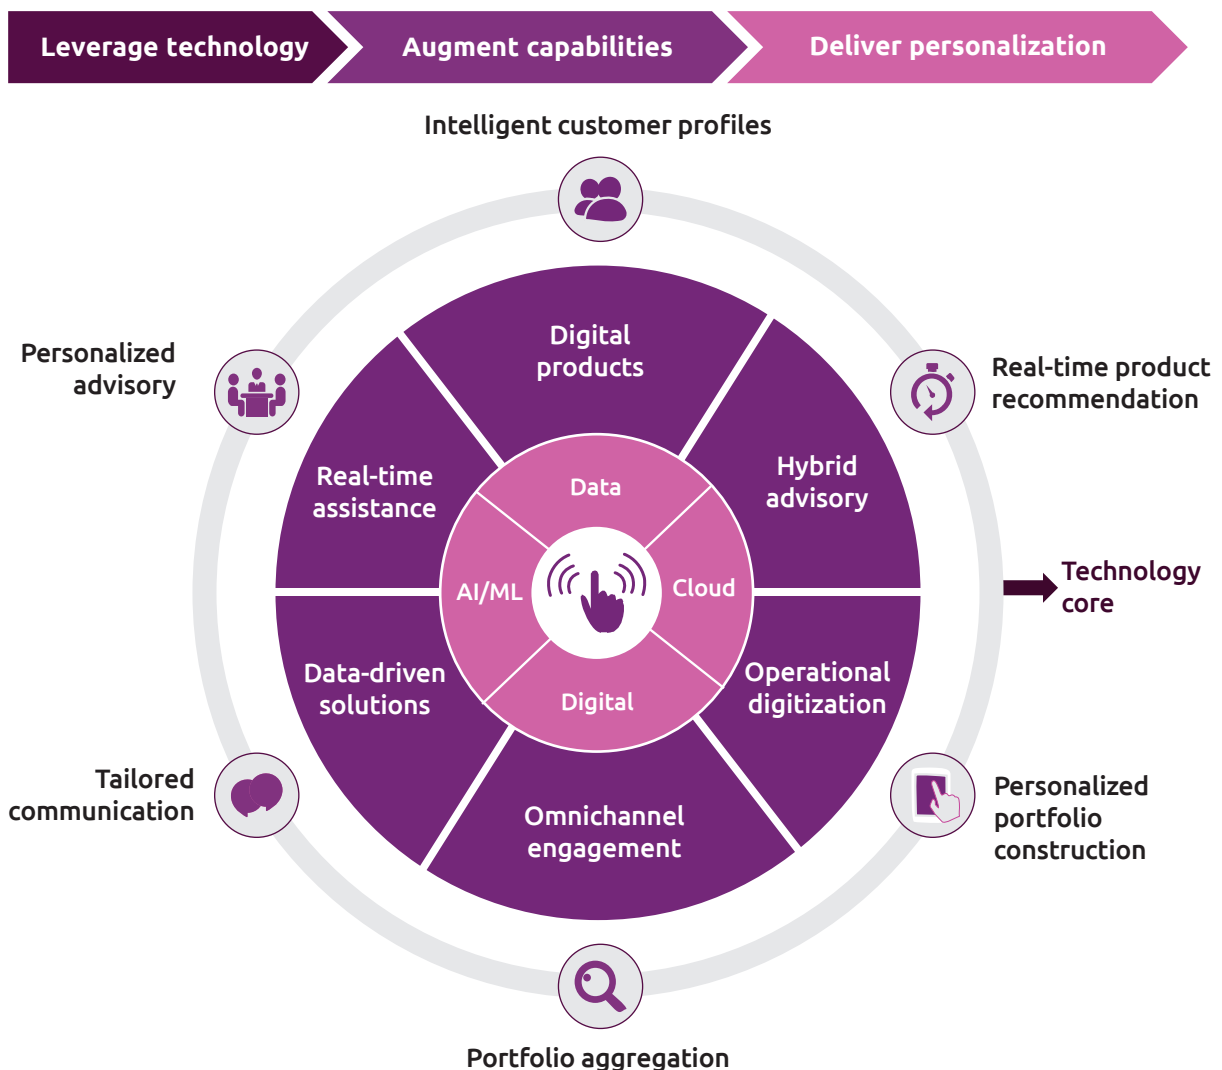 Leverage technology
Augment capabilities
Deliver personalization
Intelligent customer profiles
Personalized
advisory
Real-time product
recommendation
Digital
products
Real-time
assistance
Hybrid
advisory
Data
AI/ML
Cloud
Digital
Technology
core
Data-driven
solutions
Operational
digitization
Omnichannel
engagement
Tailored
communication
Personalized
portfolio
construction
Portfolio aggregation